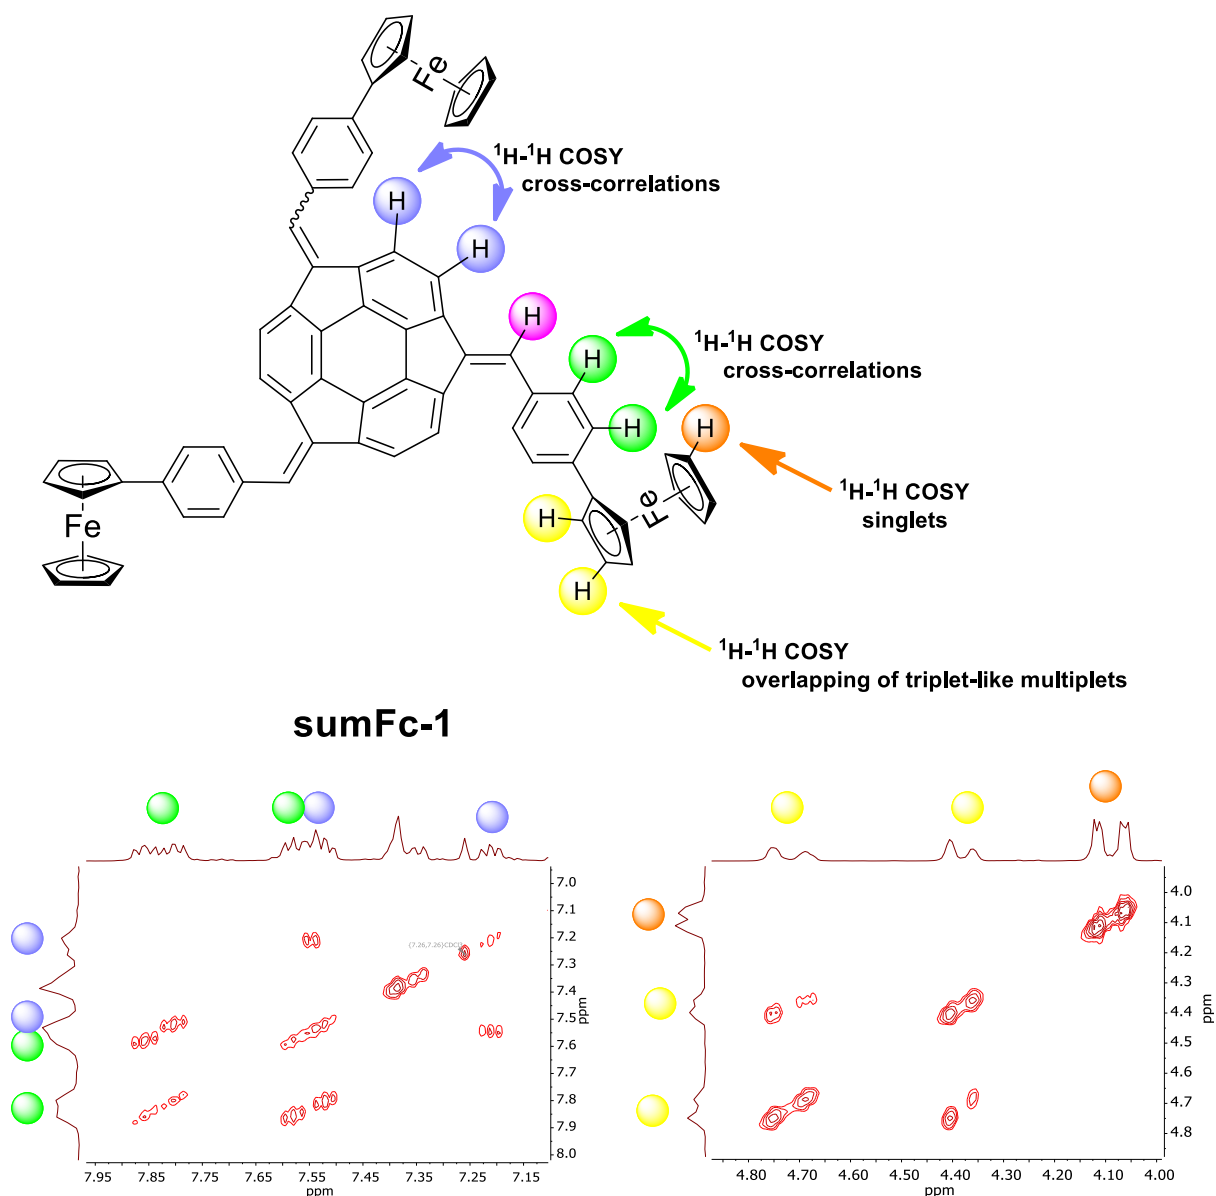 Fe
¹H-¹H COSY
cross-correlations
H
H
H
¹H-¹H COSY
cross-correlations
H
H
H
Fe
¹H-¹H COSY
singlets
H
Fe
H
¹H-¹H COSY
overlapping of triplet-like multiplets
sumFc-1
7.0
7.1
7.2
(7.26,7.26)CDCl3
7.3
7.4
7.5
7.6
7.7
7.8
7.9
8.0
ppm
7.95 7.85 7.75 7.65 7.55 7.45 7.35 7.25 7.15
ppm
4.0
4.1
4.2
4.3
4.4
4.5
4.6
4.7
4.8
ppm
4.80 4.70 4.60 4.50 4.40 4.30 4.20 4.10 4.00
ppm